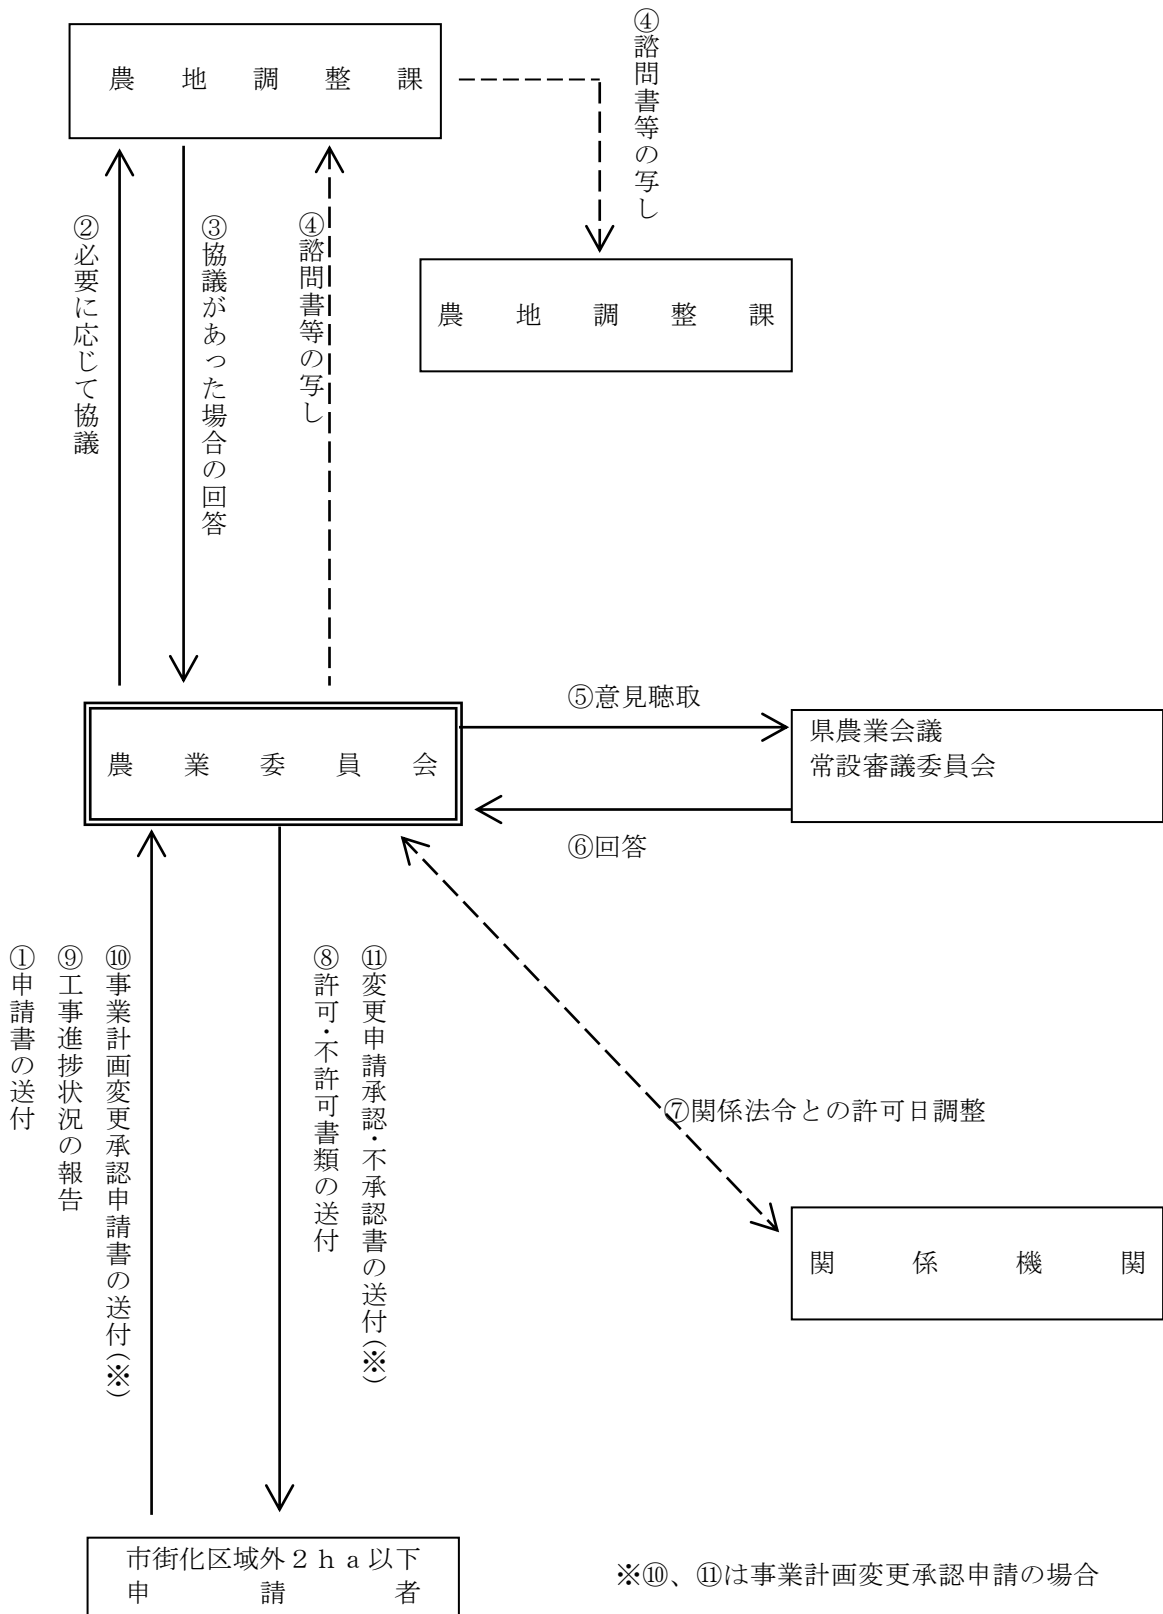 農地調整課
④諮問書等の写し
②必要に応じて協議
③協議があった場合の回答
④諮問書等の写し
農地調整課
⑤意見聴取
農業委員会
県農業会議
常設審議委員会
⑥回答
①申請書の送付
⑨工事進捗状況の報告
⑩事業計画変更承認申請書の送付(※)
⑧許可・不許可書類の送付
⑪変更申請承認・不承認書の送付(※)
⑦関係法令との許可日調整
関係機関
市街化区域外2ha以下
申請者
※⑩、⑪は事業計画変更承認申請の場合